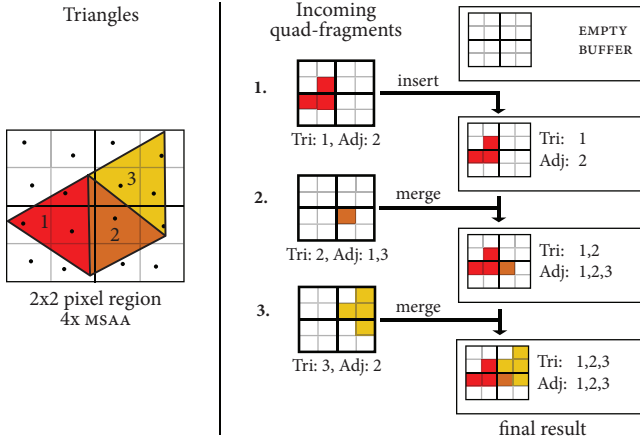 Triangles
1
2
3
2x2 pixel region
4x MSAA
Incoming
quad-fragments
EMPTY
BUFFER
1.
insert
Tri: 1, Adj: 2
Tri: 1
Adj: 2
2.
merge
Tri: 2, Adj: 1,3
Tri: 1,2
Adj: 1,2,3
3.
merge
Tri: 3, Adj: 2
Tri: 1,2,3
Adj: 1,2,3
final result